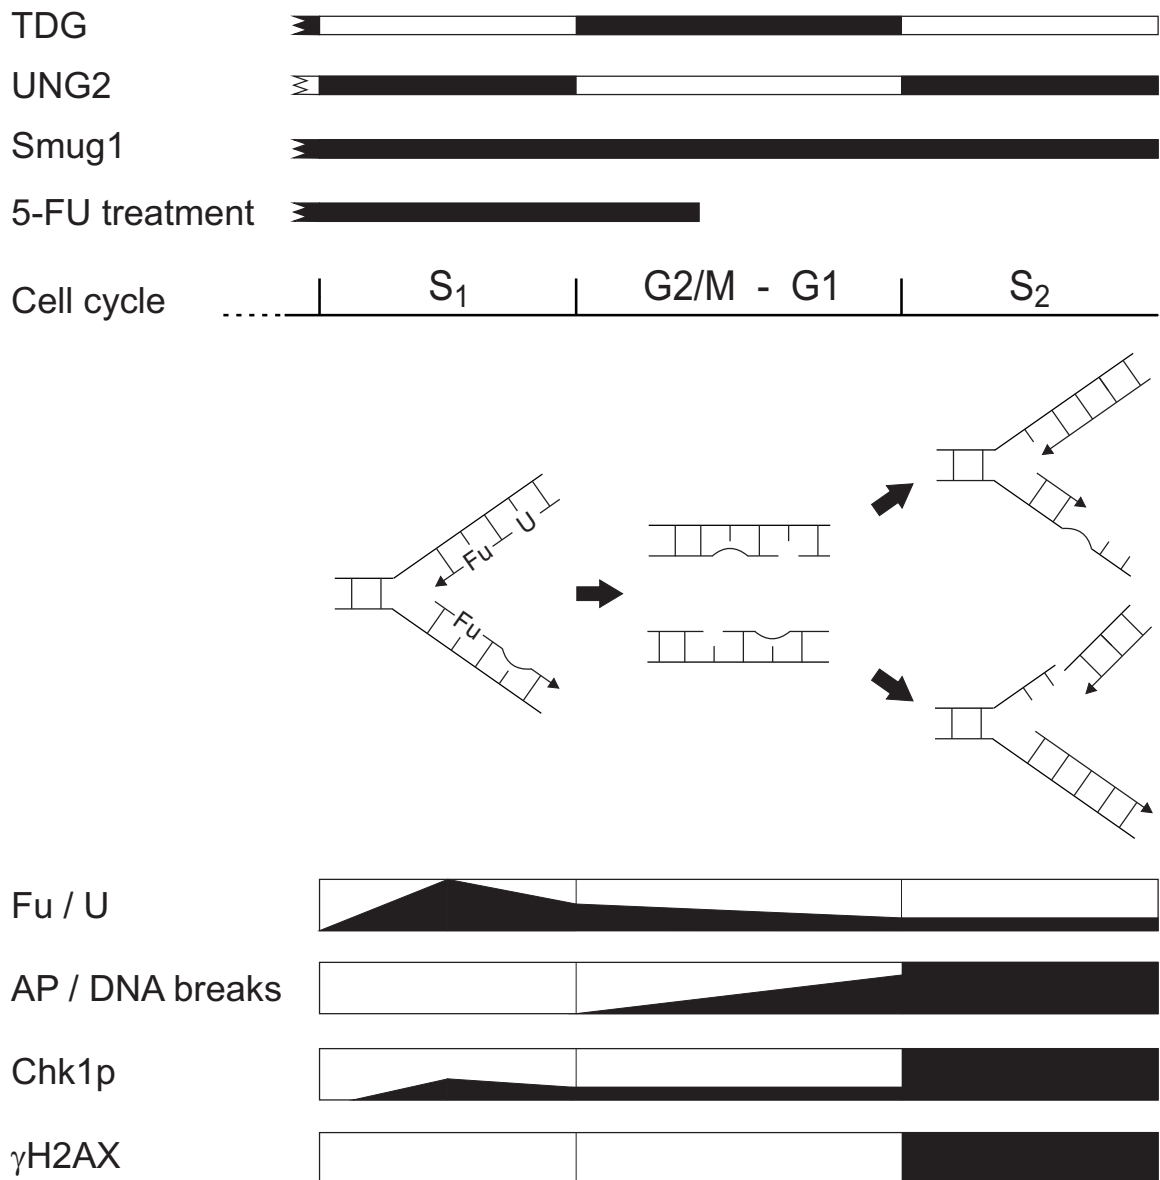 TDG
UNG2
Smug1
5-FU treatment
Cell cycle
S1 G2/M - G1 S2
U
Fu
Fu
Fu / U
AP / DNA breaks
Chk1p
γH2AX